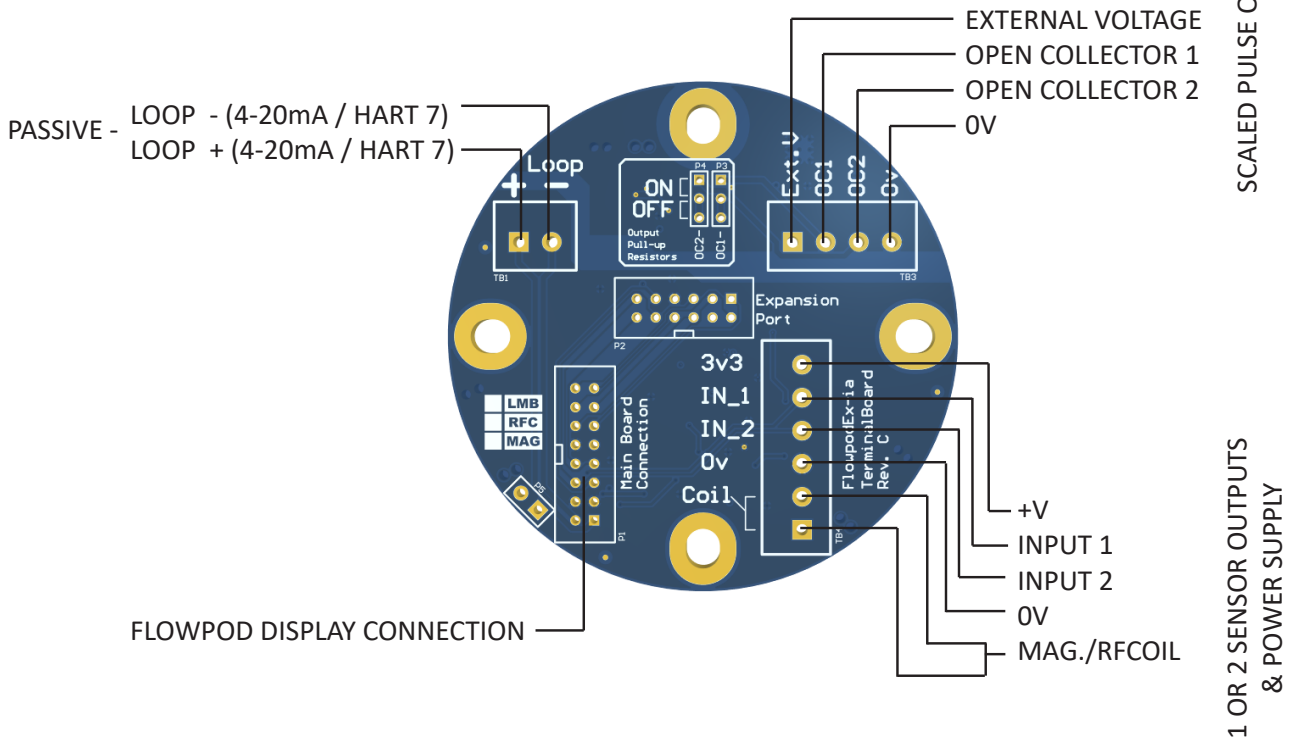 EXTERNAL VOLTAGE
OPEN COLLECTOR 1
OPEN COLLECTOR 2
0V
SCALED PULSE O
PASSIVE -
LOOP - (4-20mA / HART 7)
LOOP + (4-20mA / HART 7)
Loop
+ -
TB1
P4 P3
ON
OFF
Output
Pull-up
Resistors
OC2-
OC1-
Ext.V
OC1
OC2
0v
TB3
Expansion
Port
P2
3v3
IN_1
IN_2
0v
Coil
FlowpodEx-ia
TerminalBoard
Rev. C
LMB
RFC
MAG
Main Board
Connection
P5
P1
+V
INPUT 1
INPUT 2
0V
MAG./RFCOIL
FLOWPOD DISPLAY CONNECTION
1 OR 2 SENSOR OUTPUTS
& POWER SUPPLY